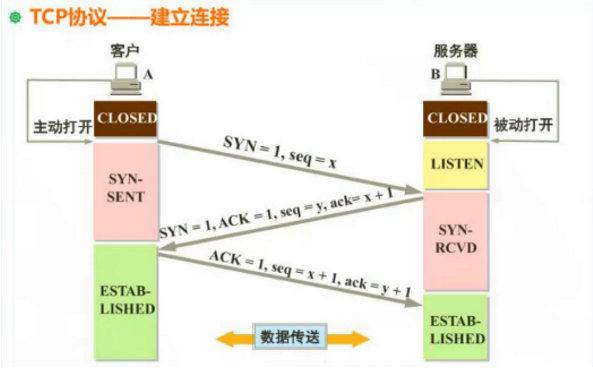 TCP协议——建立连接
客户
服务器
A
B
主动打开
被动打开
CLOSED
CLOSED
SYN = 1, seq = x
LISTEN
SYN-
SENT
SYN = 1, ACK = 1, seq = y, ack= x + 1
SYN-
RCVD
ACK = 1, seq = x + 1, ack = y + 1
ESTAB-
LISHED
ESTAB-
LISHED
数据传送